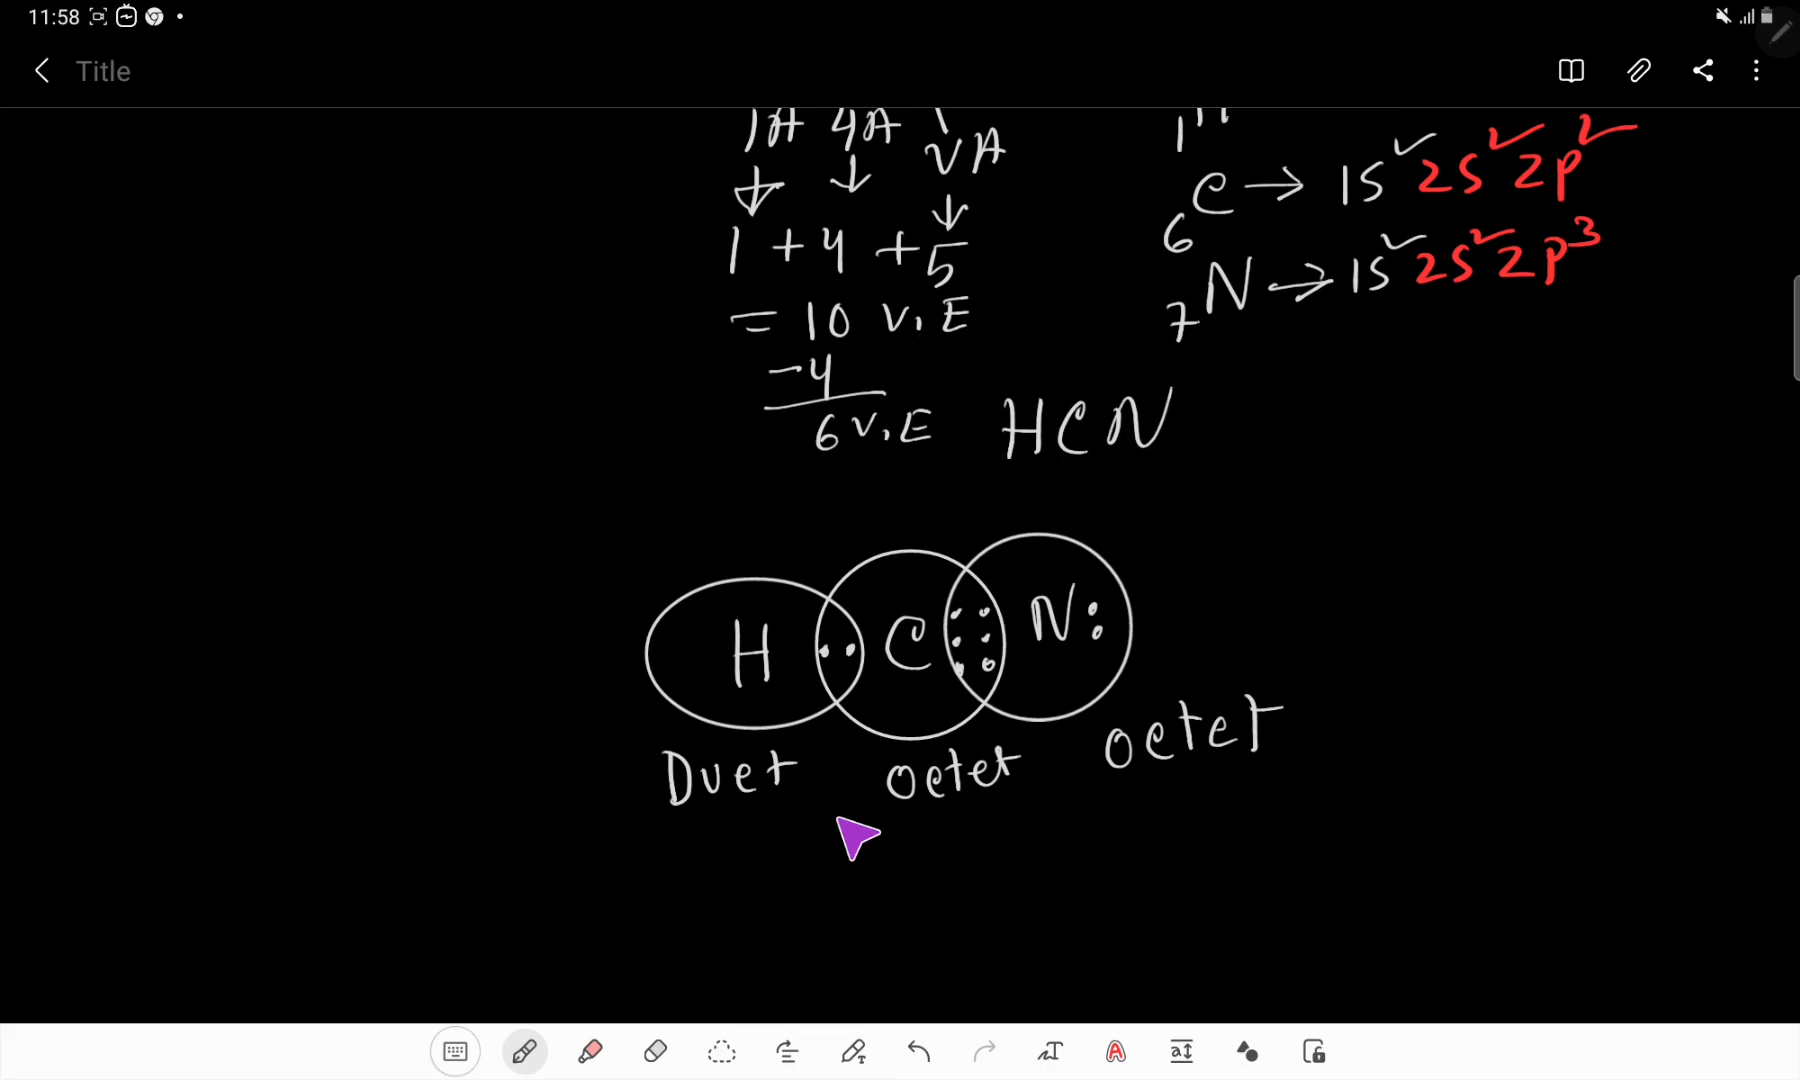 11:58
Title
1A 4A VA
↓ ↓ ↓
1 + 4 + 5
= 10 V.E
-4
6 V.E
₆C → 1s² 2s² 2p²
₇N → 1s² 2s² 2p³
HCN
H : C ⫶⫶ N :
Duet octet octet